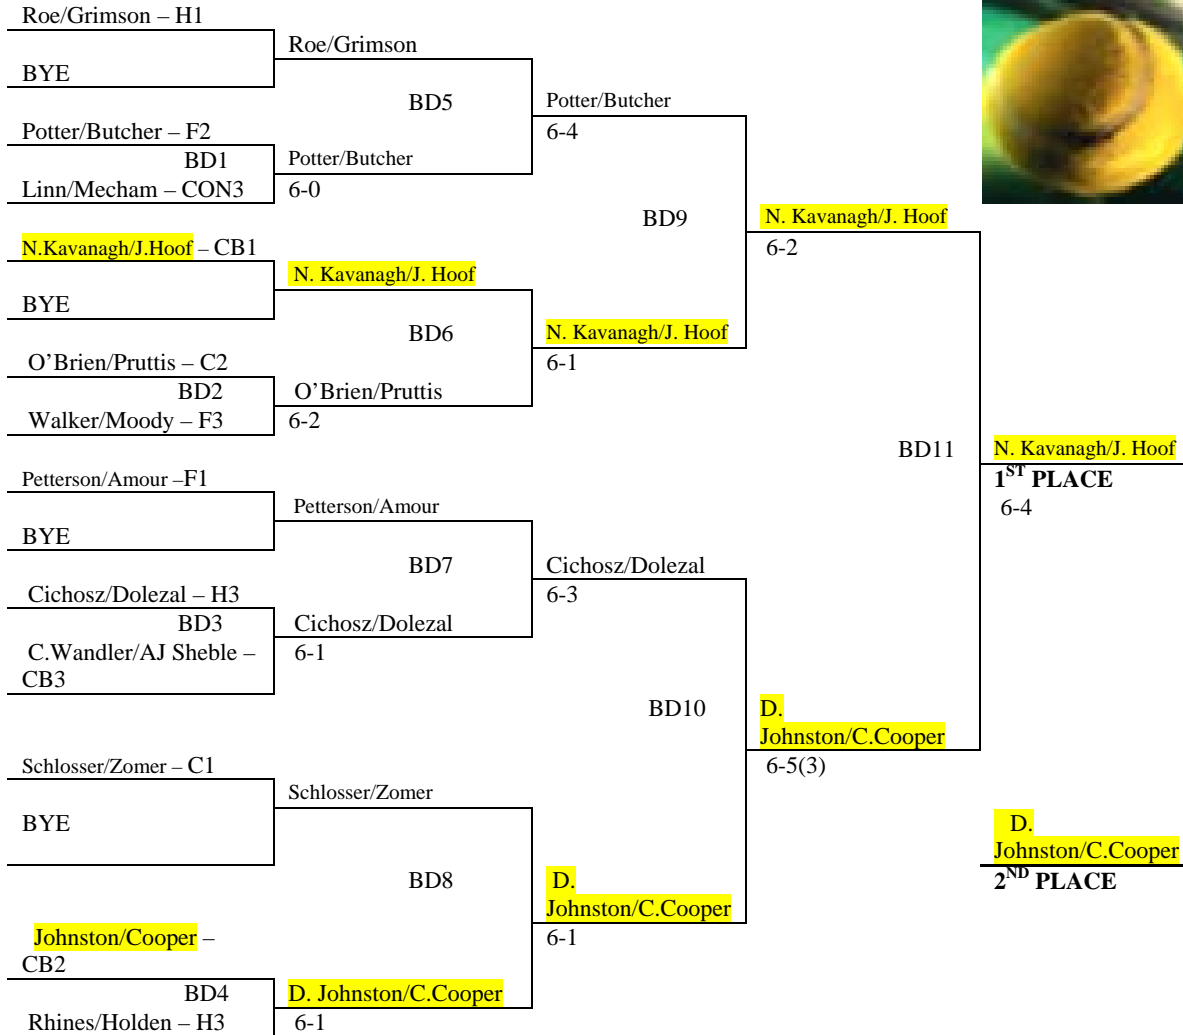 Roe/Grimson – H1
Roe/Grimson
BYE
BD5
Potter/Butcher
6-4
Potter/Butcher – F2
BD1
Potter/Butcher
Linn/Mecham – CON3
6-0
BD9
N. Kavanagh/J. Hoof
6-2
N.Kavanagh/J.Hoof – CB1
N. Kavanagh/J. Hoof
BYE
BD6
N. Kavanagh/J. Hoof
6-1
O’Brien/Pruttis – C2
BD2
O’Brien/Pruttis
Walker/Moody – F3
6-2
BD11
N. Kavanagh/J. Hoof
1ST PLACE
6-4
Petterson/Amour –F1
Petterson/Amour
BYE
BD7
Cichosz/Dolezal
6-3
Cichosz/Dolezal – H3
BD3
Cichosz/Dolezal
C.Wandler/AJ Sheble –
CB3
6-1
BD10
D.
Johnston/C.Cooper
6-5(3)
Schlosser/Zomer – C1
Schlosser/Zomer
BYE
BD8
D.
Johnston/C.Cooper
6-1
D.
Johnston/C.Cooper
2ND PLACE
Johnston/Cooper –
CB2
BD4
D. Johnston/C.Cooper
Rhines/Holden – H3
6-1